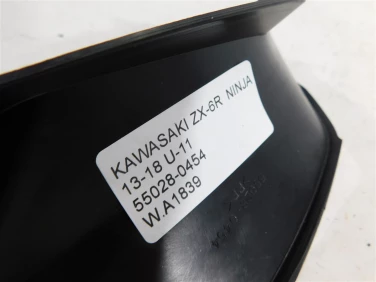 KAWASAKI ZX-6R NINJA
13-18 U-11
55028-0454
W.A1839